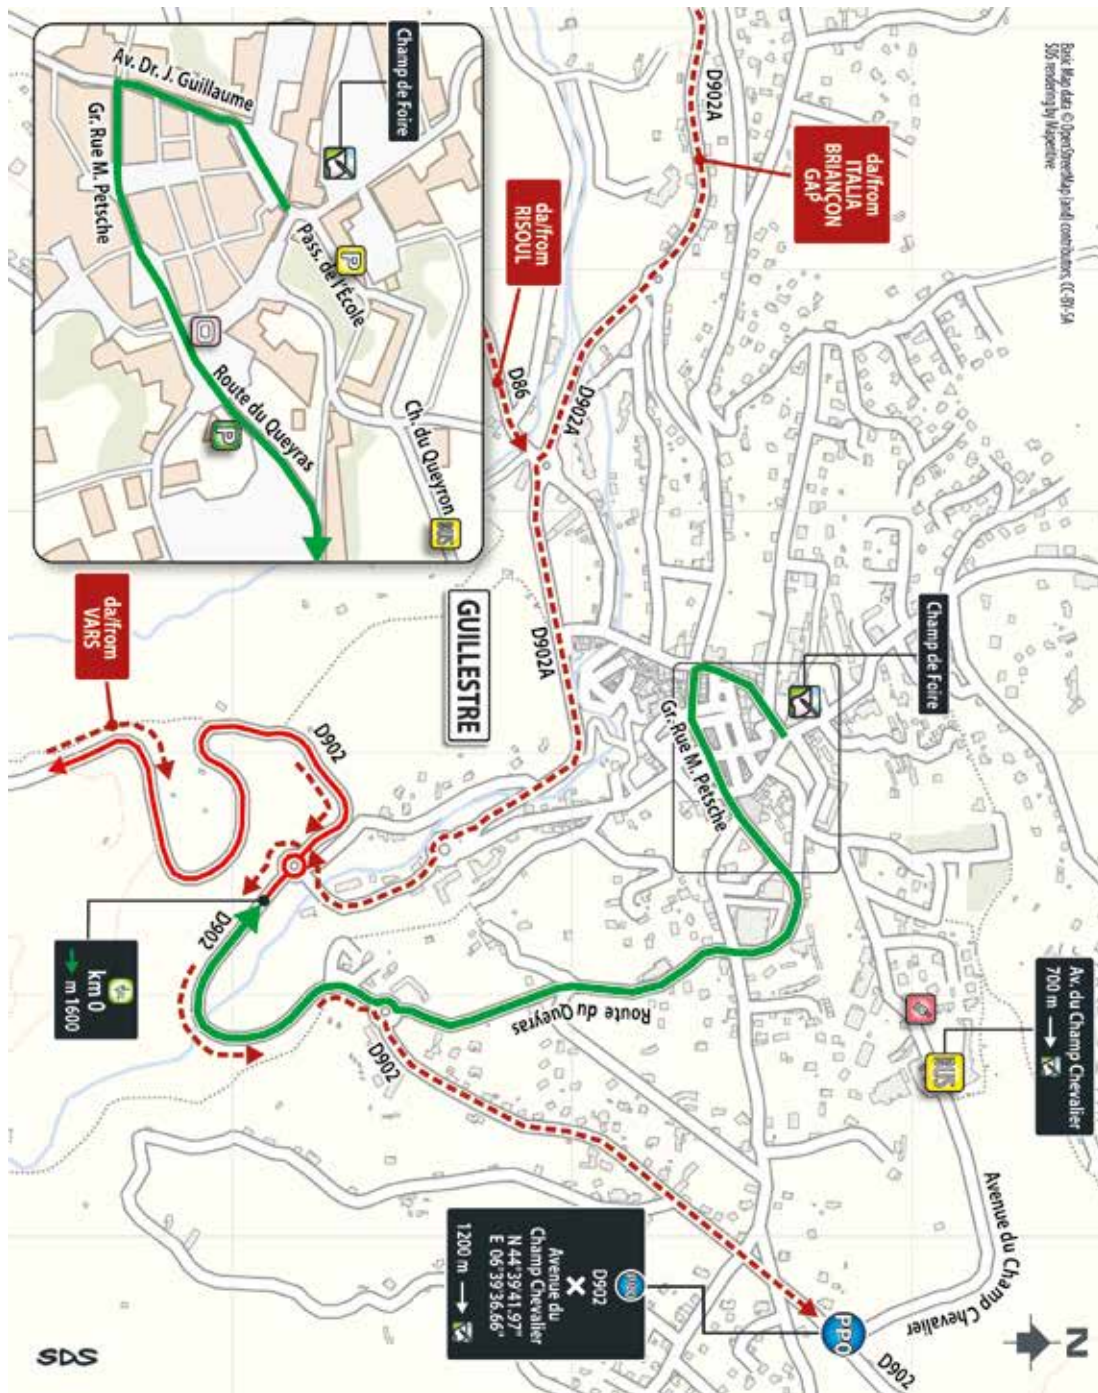 Basic Map data © OpenStreetMap (and) contributors, CC-BY-SA
SDS rendering by Maperitive
Champ de Foire
Av. Dr. J. Guillaume
Gr. Rue M. Petsche
Pass. de l'École
P
Route du Queyras
P
Ch. du Queyron
BUS
D902A
da/from
ITALIA
BRIANÇON
GAP
da/from
RISOUL
D86
D902A
D902A
GUILLESTRE
Champ de Foire
Gr. Rue M. Petsche
da/from
VARS
D902
D902
km 0
m 1600
Route du Queyras
D902
Av. du Champ Chevalier
700 m
BUS
Avenue du Champ Chevalier
PPO
D902
PPO
D902
Avenue du
Champ Chevalier
N 44°39'41.97"
E 06°39'36.66"
1200 m
N
SDS